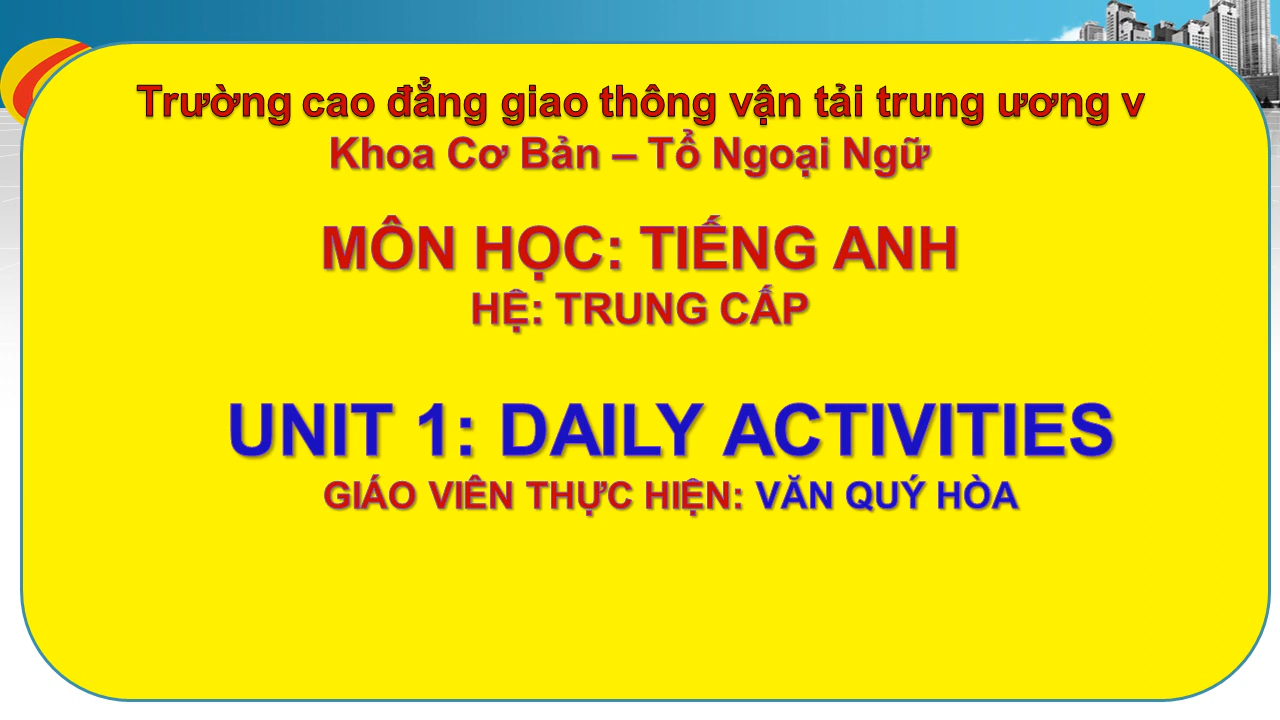 Trường cao đẳng giao thông vận tải trung ương v
Khoa Cơ Bản – Tổ Ngoại Ngữ
MÔN HỌC: TIẾNG ANH
HỆ: TRUNG CẤP
UNIT 1: DAILY ACTIVITIES
GIÁO VIÊN THỰC HIỆN: VĂN QUÝ HÒA